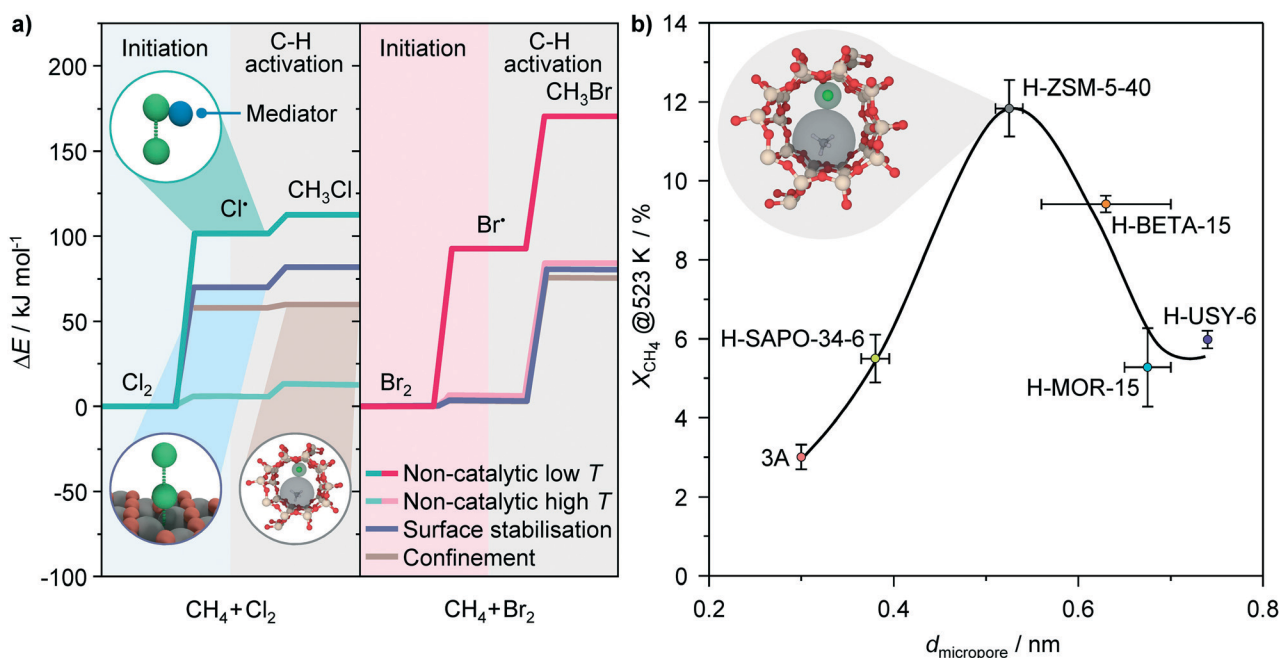 a)
Initiation
C-H
activation
Initiation
C-H
activation
Mediator
CH₃Br
Cl•
CH₃Cl
Br•
Cl₂
Br₂
Non-catalytic low T
Non-catalytic high T
Surface stabilisation
Confinement
200
150
100
50
0
-50
-100
ΔE / kJ mol⁻¹
CH₄+Cl₂
CH₄+Br₂
b)
14
12
10
8
6
4
2
0
X_CH₄ @523 K / %
H-ZSM-5-40
H-BETA-15
H-SAPO-34-6
H-USY-6
H-MOR-15
3A
0.2
0.4
0.6
0.8
d_micropore / nm